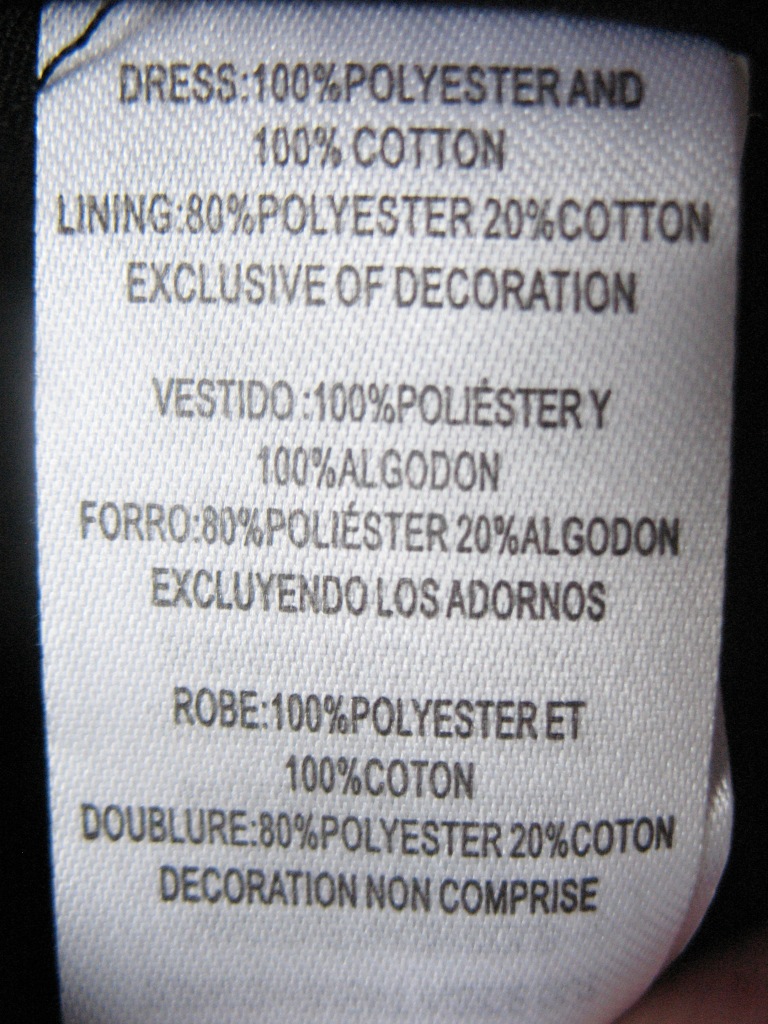 DRESS:100%POLYESTER AND
100% COTTON
LINING:80%POLYESTER 20%COTTON
EXCLUSIVE OF DECORATION
VESTIDO :100%POLIÉSTER Y
100%ALGODON
FORRO:80%POLIÉSTER 20%ALGODON
EXCLUYENDO LOS ADORNOS
ROBE:100%POLYESTER ET
100%COTON
DOUBLURE:80%POLYESTER 20%COTON
DECORATION NON COMPRISE